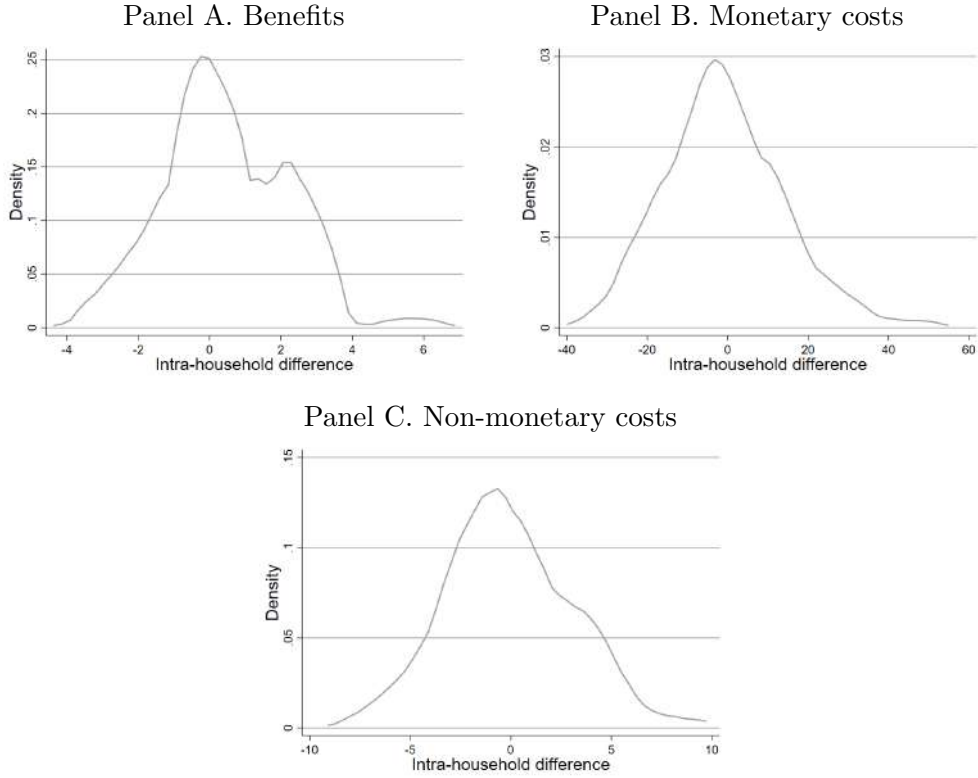 Panel A. Benefits
Density
0 .05 .1 .15 .2 .25
-4 -2 0 2 4 6
Intra-household difference
Panel B. Monetary costs
Density
0 .01 .02 .03
-40 -20 0 20 40 60
Intra-household difference
Panel C. Non-monetary costs
Density
0 .05 .1 .15
-10 -5 0 5 10
Intra-household difference